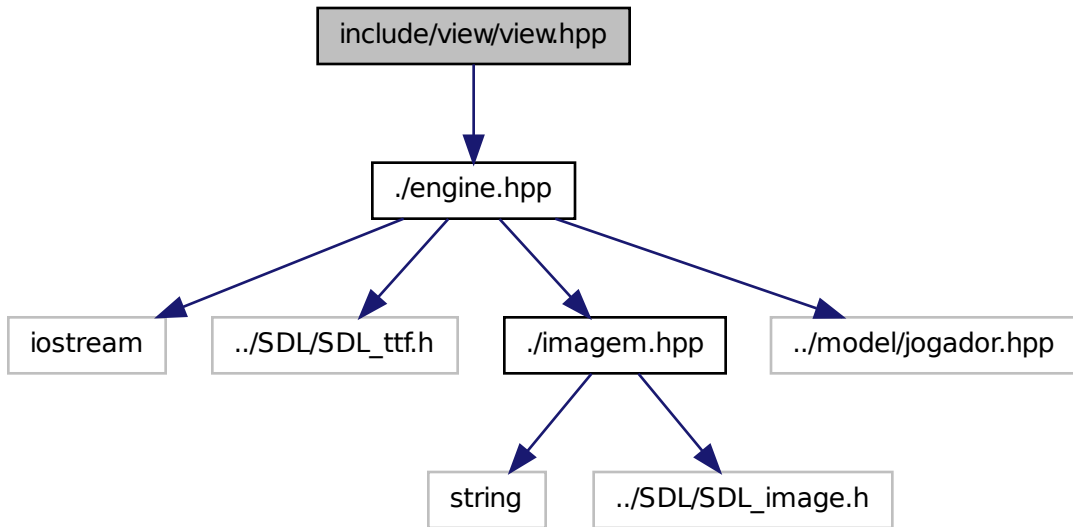 include/view/view.hpp
./engine.hpp
iostream
../SDL/SDL_ttf.h
./imagem.hpp
../model/jogador.hpp
string
../SDL/SDL_image.h